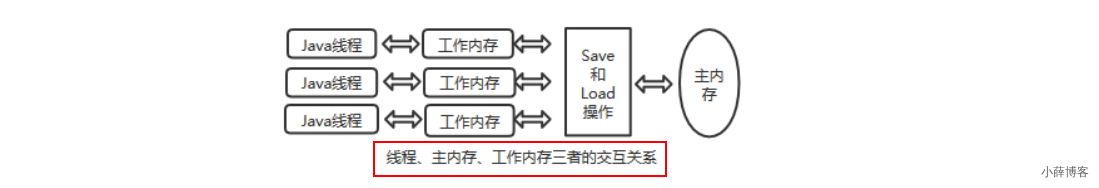 Java线程
工作内存
Java线程
工作内存
Java线程
工作内存
Save
和
Load
操作
主内
存
线程、主内存、工作内存三者的交互关系
小薛博客